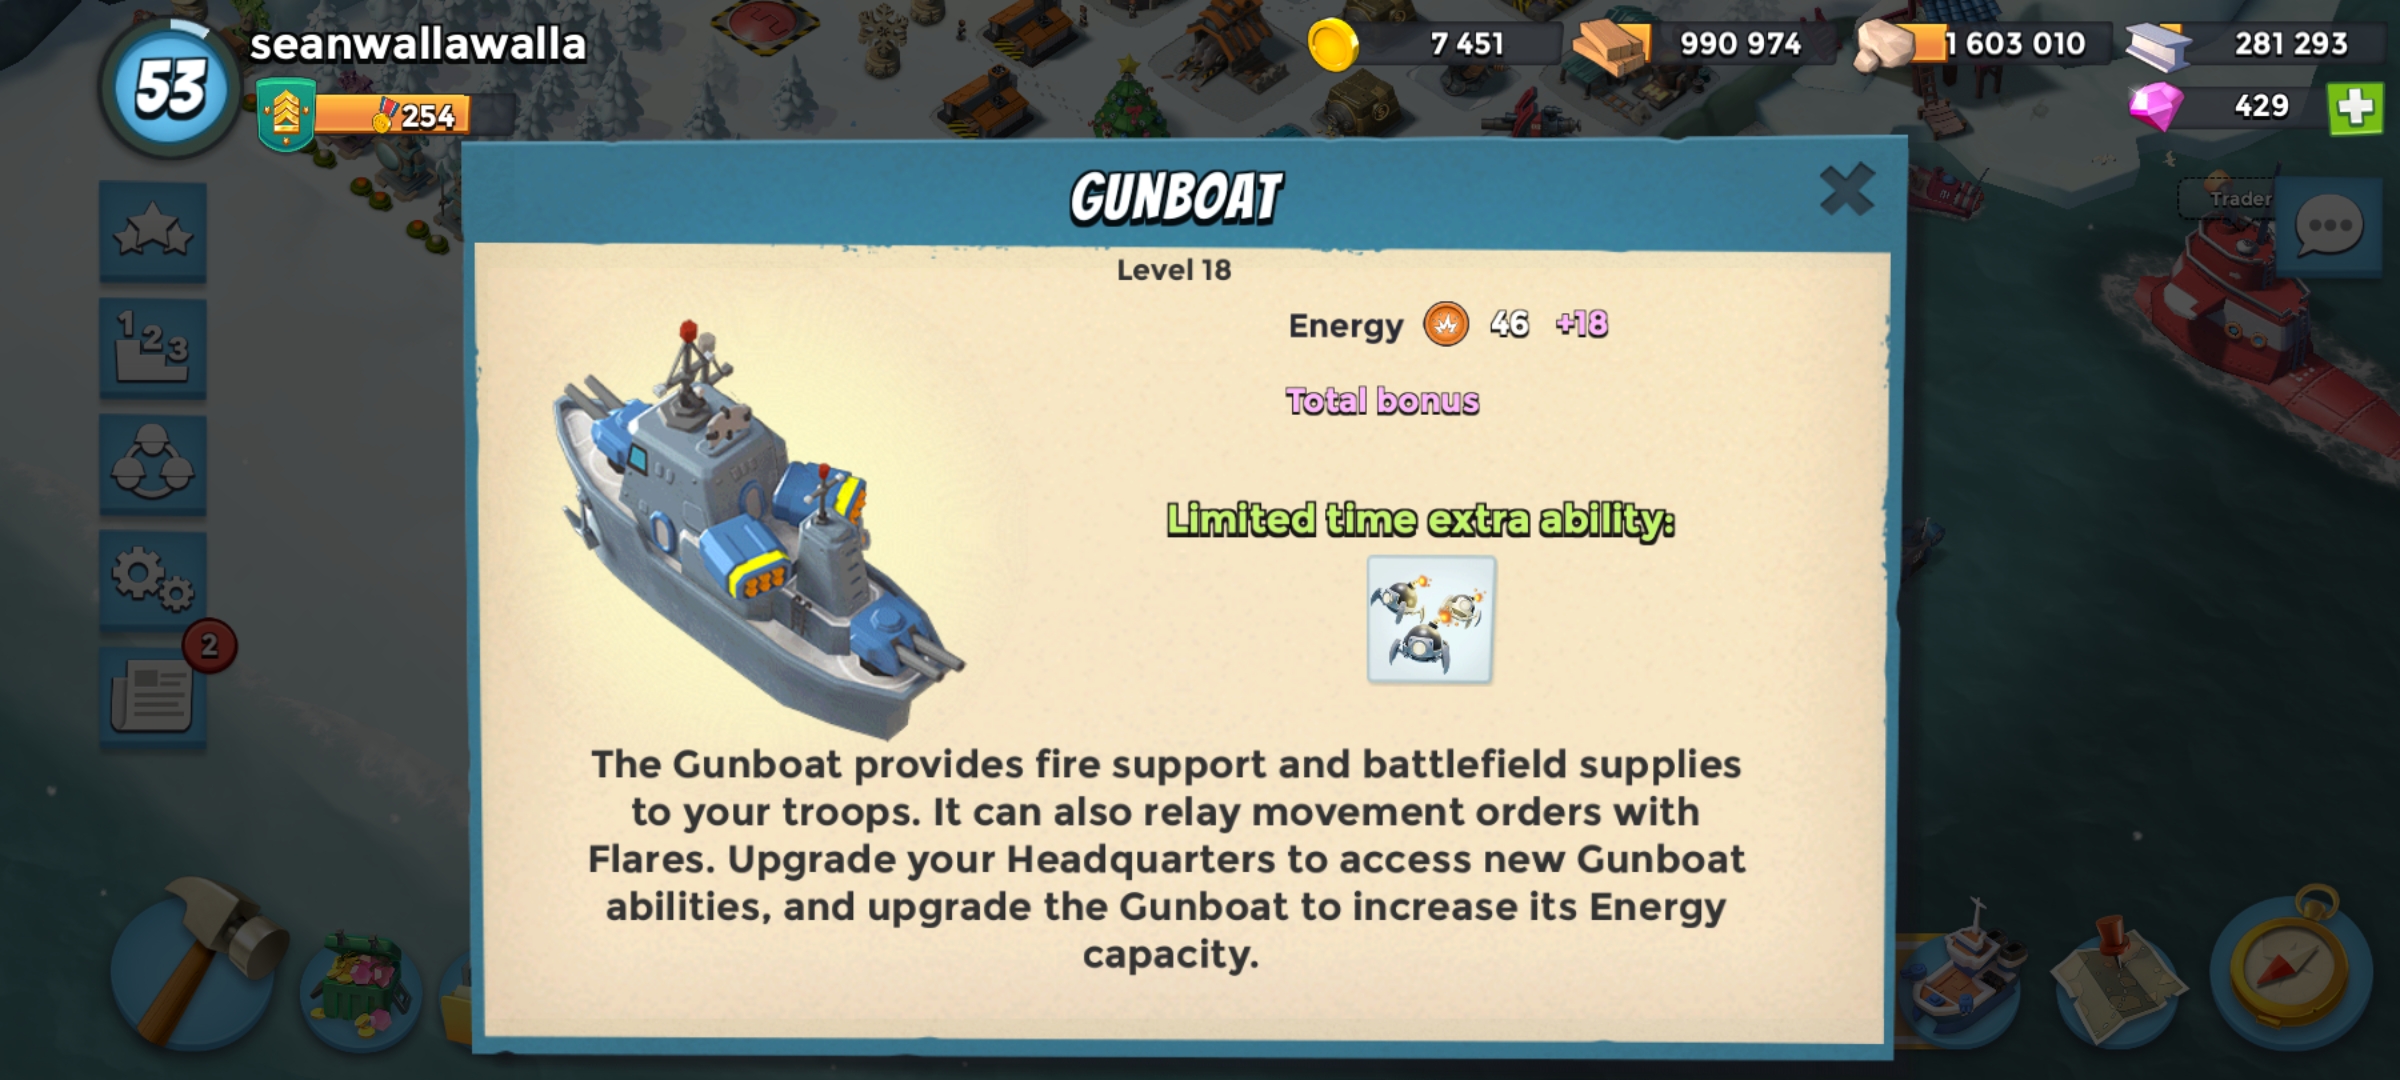 53
seanwallawalla
254
7 451
990 974
1 603 010
281 293
429
Trader
1 2 3
2
GUNBOAT
Level 18
Energy 46 +18
Total bonus
Limited time extra ability:
The Gunboat provides fire support and battlefield supplies
to your troops. It can also relay movement orders with
Flares. Upgrade your Headquarters to access new Gunboat
abilities, and upgrade the Gunboat to increase its Energy
capacity.